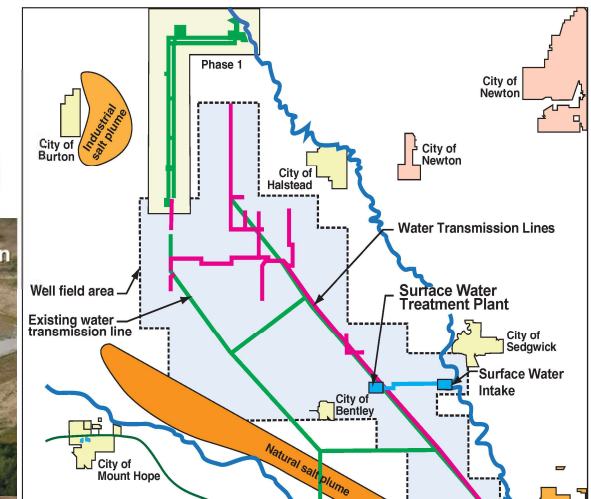 Phase 1
City of
Newton
Industrial
salt plume
City of
Burton
City of
Newton
City of
Halstead
n
Water Transmission Lines
Well field area
Surface Water
Treatment Plant
Existing water
transmission line
City of
Sedgwick
Surface Water
Intake
City of
Bentley
City of
Mount Hope
Natural salt plume